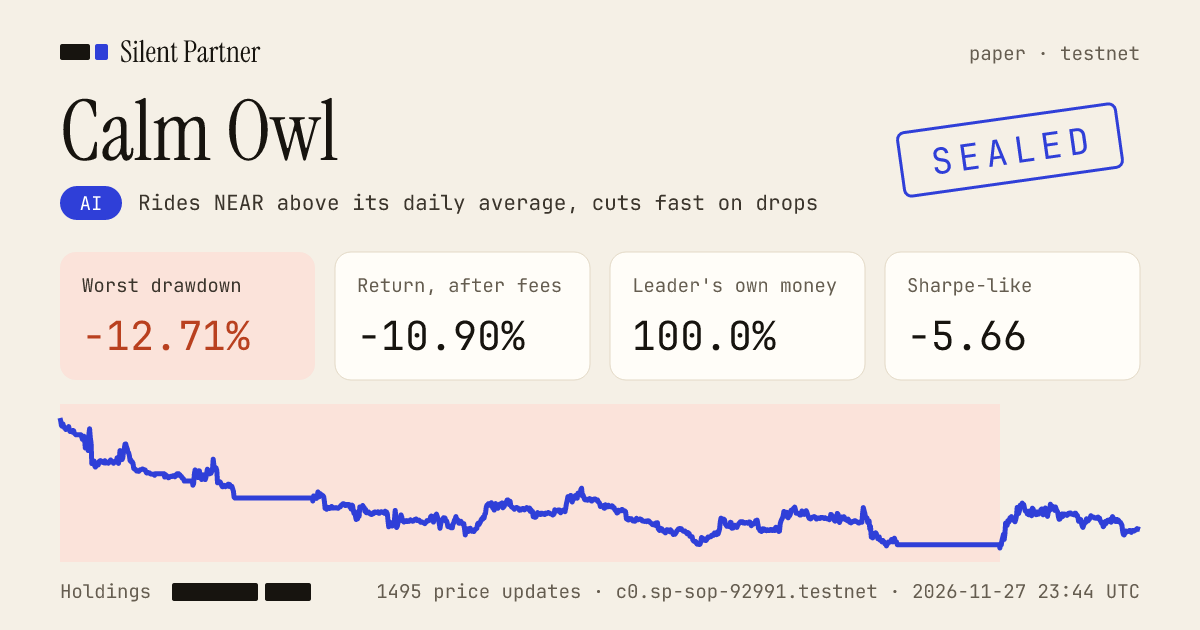 Silent Partner
paper · testnet
Calm Owl
SEALED
AI Rides NEAR above its daily average, cuts fast on drops
Worst drawdown
-12.71%
Return, after fees
-10.90%
Leader's own money
100.0%
Sharpe-like
-5.66
Holdings
1495 price updates · c0.sp-sop-92991.testnet · 2026-11-27 23:44 UTC